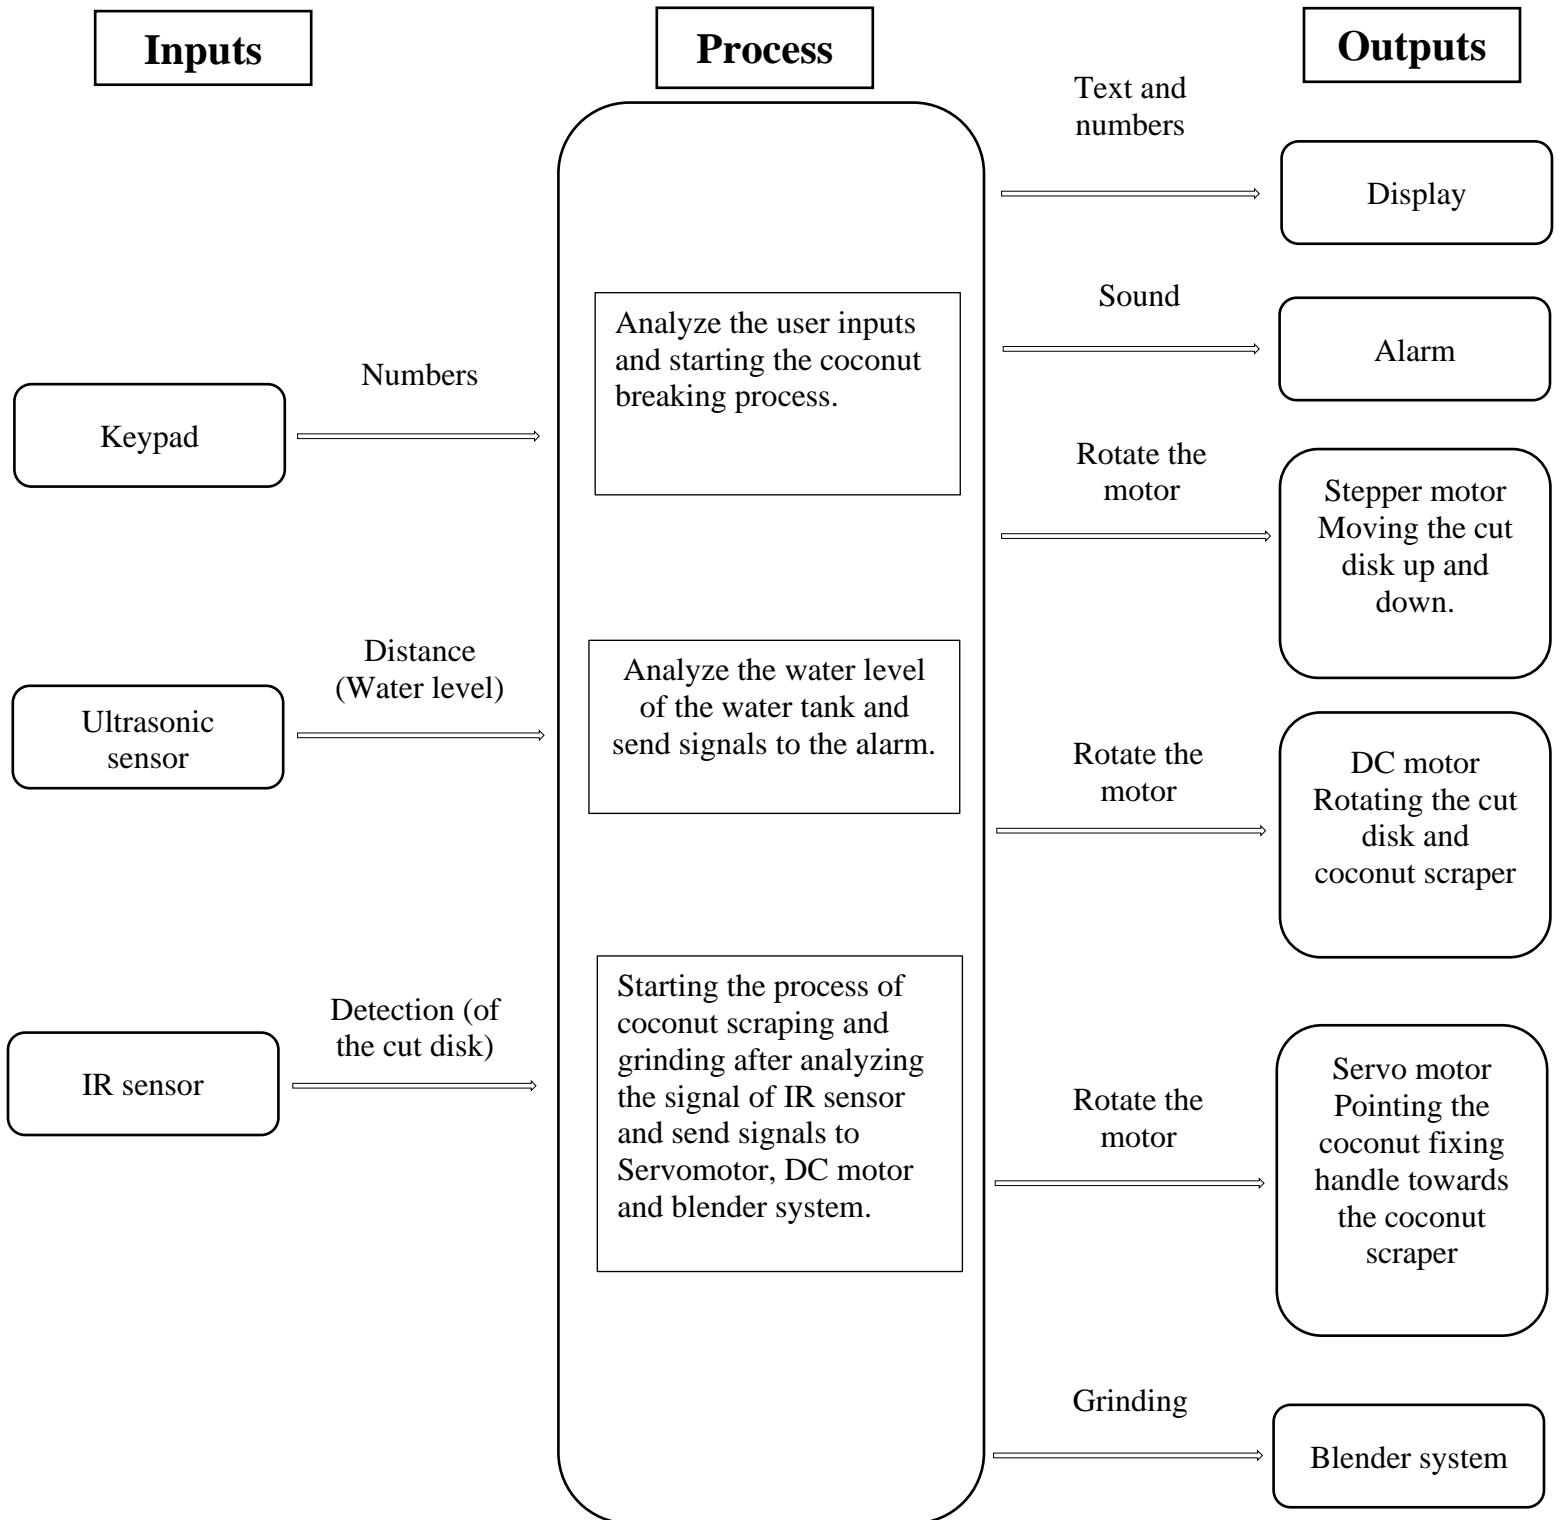 Inputs
Process
Outputs
Text and
numbers
Display
Sound
Alarm
Analyze the user inputs
and starting the coconut
breaking process.
Numbers
Keypad
Rotate the
motor
Stepper motor
Moving the cut
disk up and
down.
Distance
(Water level)
Ultrasonic
sensor
Analyze the water level
of the water tank and
send signals to the alarm.
Rotate the
motor
DC motor
Rotating the cut
disk and
coconut scraper
Detection (of
the cut disk)
IR sensor
Starting the process of
coconut scraping and
grinding after analyzing
the signal of IR sensor
and send signals to
Servomotor, DC motor
and blender system.
Rotate the
motor
Servo motor
Pointing the
coconut fixing
handle towards
the coconut
scraper
Grinding
Blender system